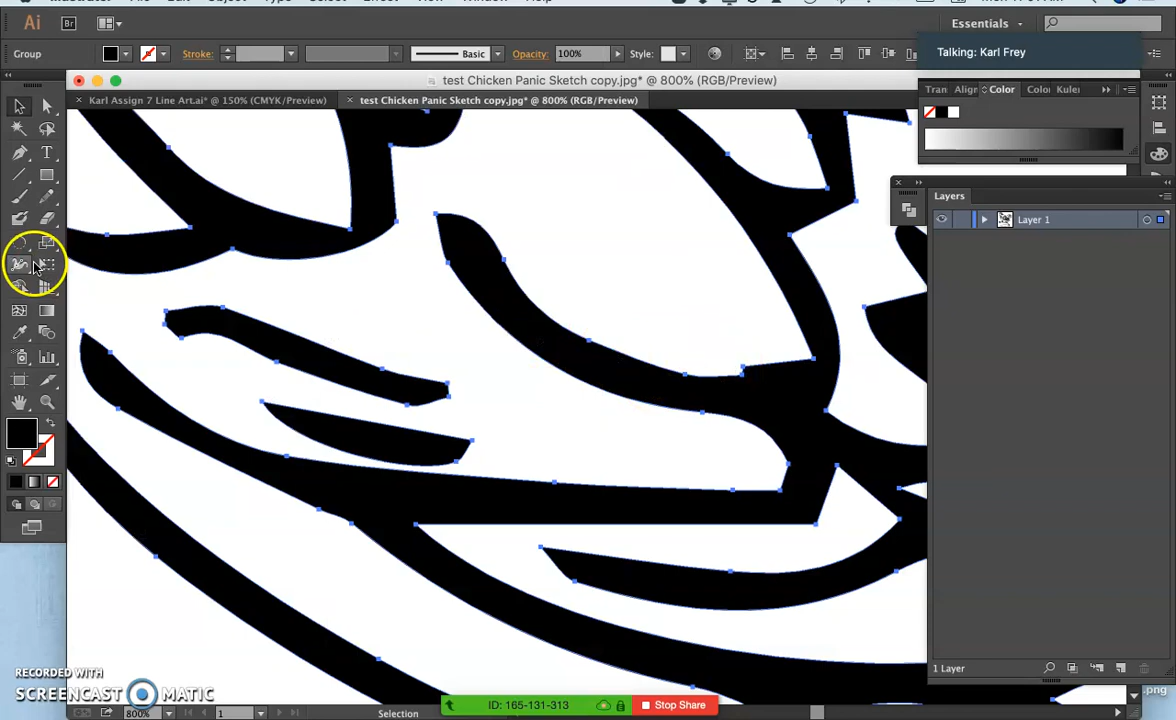 Ai Br Essentials
Group Stroke: Basic Opacity: 100% Style:
Talking: Karl Frey
test Chicken Panic Sketch copy.jpg* @ 800% (RGB/Preview)
× Karl Assign 7 Line Art.ai* @ 150% (CMYK/Preview) × test Chicken Panic Sketch copy.jpg* @ 800% (RGB/Preview)
Tran Align Color Colo Kuler
Layers
Layer 1
T
1 Layer
RECORDED WITH
SCREENCAST MATIC
ID: 165-131-313 Stop Share
.png
800% 1 Selection